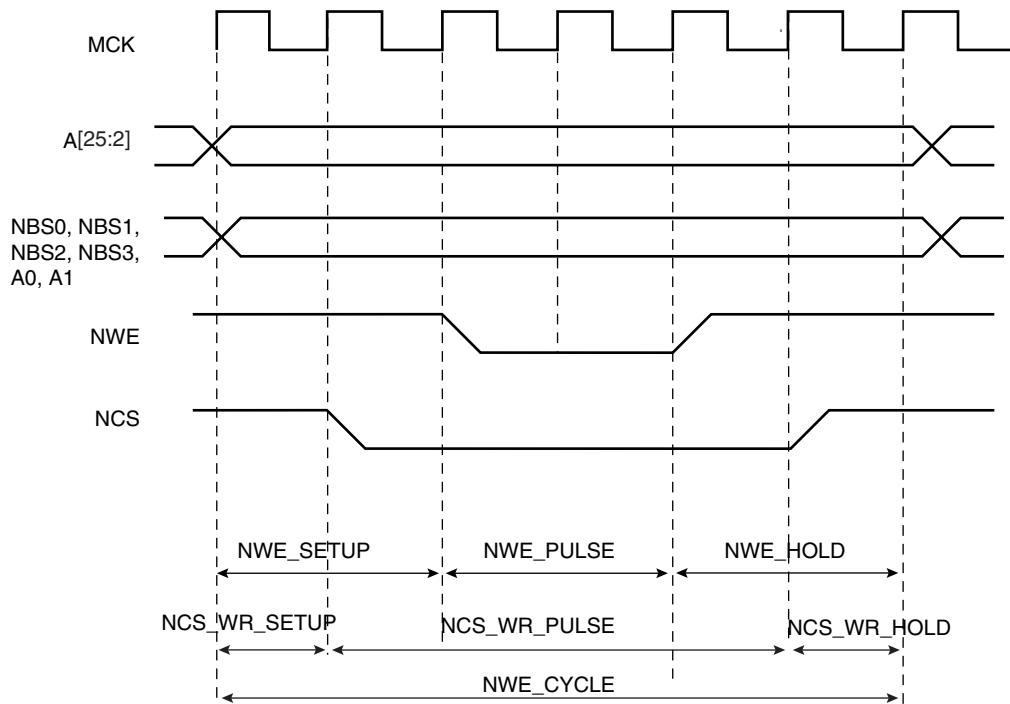 MCK
A[25:2]
NBS0, NBS1,
NBS2, NBS3,
A0, A1
NWE
NCS
NWE_SETUP
NWE_PULSE
NWE_HOLD
NCS_WR_SETUP
NCS_WR_PULSE
NCS_WR_HOLD
NWE_CYCLE